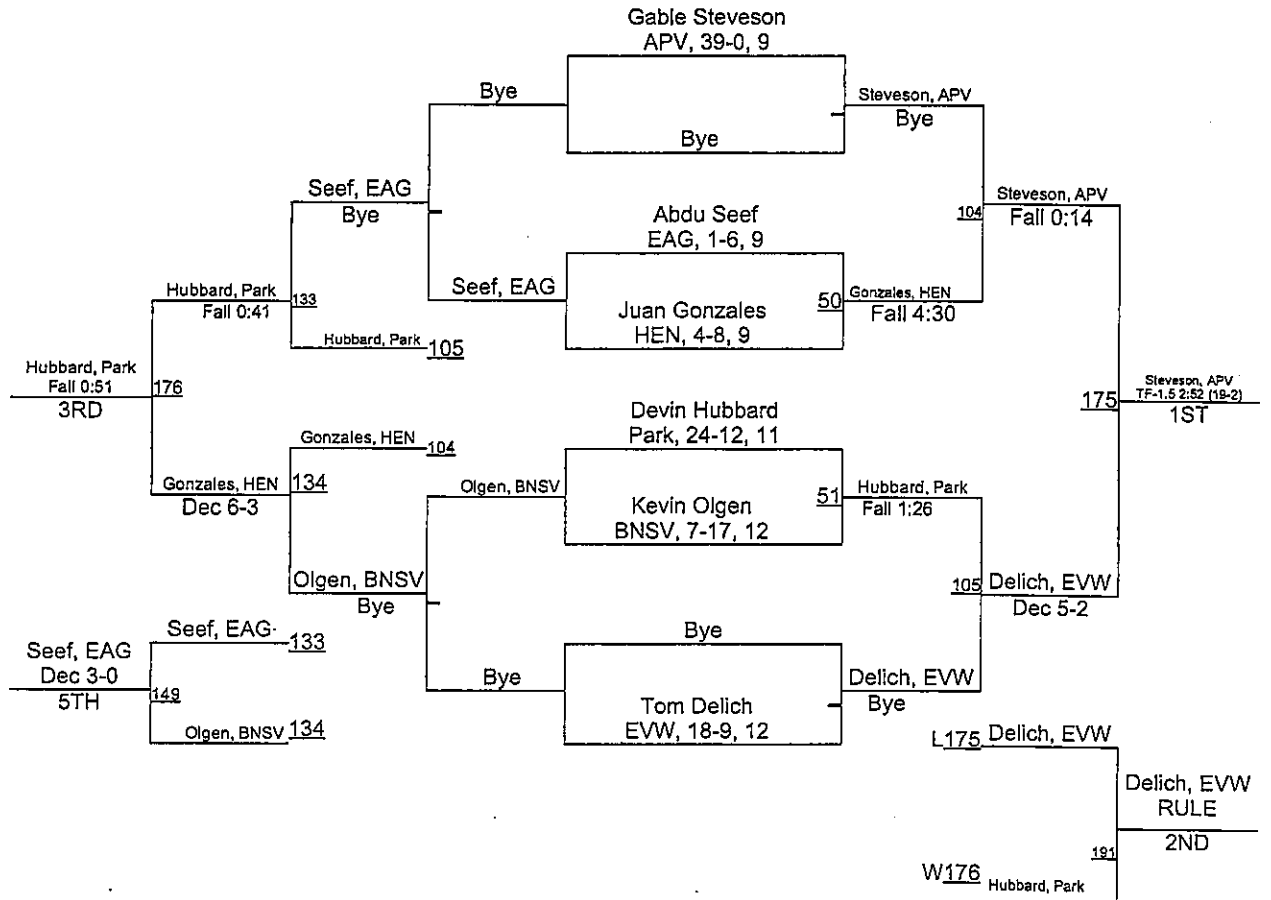 Gable Steveson
APV, 39-0, 9
Bye
Steveson, APV
Bye
Bye
Seef, EAG
Bye
Abdu Seef
EAG, 1-6, 9
104
Steveson, APV
Fall 0:14
Seef, EAG
Juan Gonzales
HEN, 4-8, 9
50
Gonzales, HEN
Fall 4:30
Hubbard, Park
Fall 0:41
133
Hubbard, Park
105
Hubbard, Park
Fall 0:51
3RD
176
Devin Hubbard
Park, 24-12, 11
175
Steveson, APV
TF-1.5 2:52 (19-2)
1ST
Gonzales, HEN
104
Gonzales, HEN
Dec 6-3
134
Olgen, BNSV
Kevin Olgen
BNSV, 7-17, 12
51
Hubbard, Park
Fall 1:26
Olgen, BNSV
Bye
105
Delich, EVW
Dec 5-2
Seef, EAG
Dec 3-0
5TH
Seef, EAG
133
149
Olgen, BNSV
134
Bye
Bye
Tom Delich
EVW, 18-9, 12
Delich, EVW
Bye
L175
Delich, EVW
Delich, EVW
RULE
2ND
191
W176
Hubbard, Park